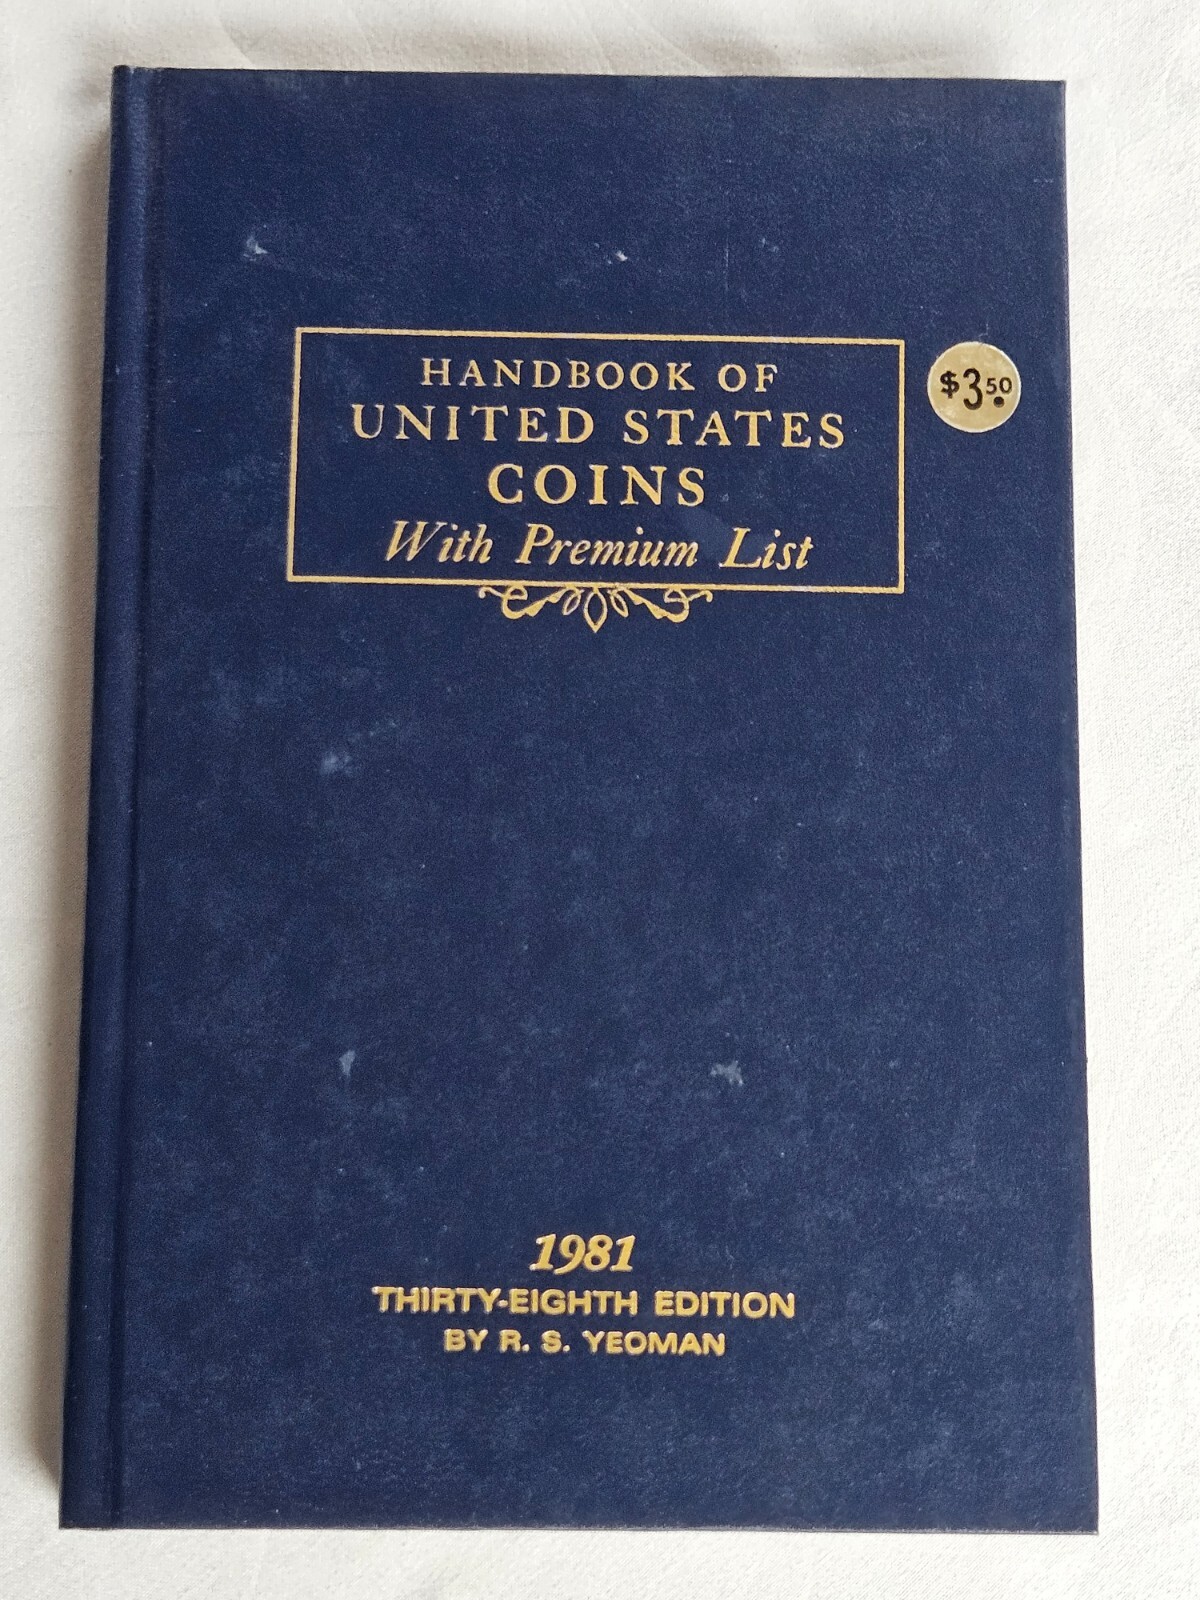 HANDBOOK OF
UNITED STATES
COINS
With Premium List
$3.50
1981
THIRTY-EIGHTH EDITION
BY R. S. YEOMAN